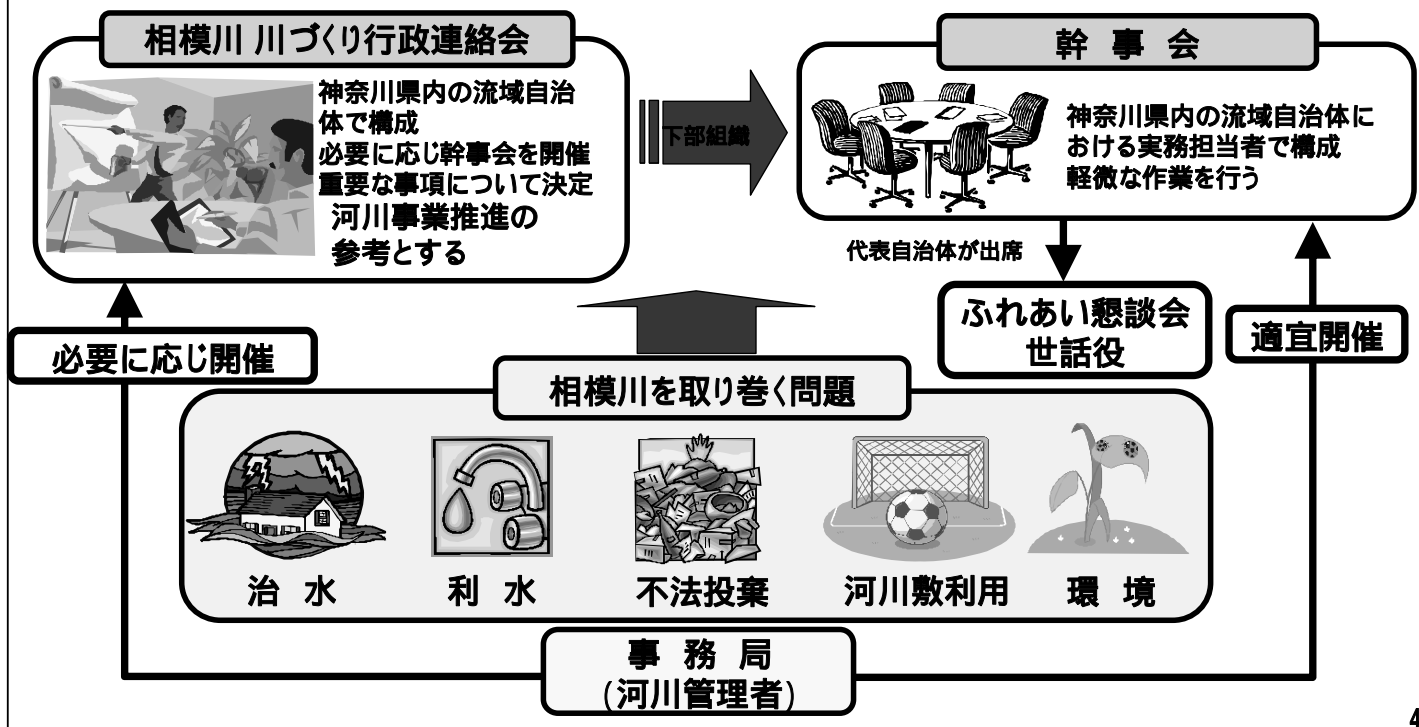 相模川 川づくり行政連絡会
神奈川県内の流域自治
体で構成
必要に応じ幹事会を開催
重要な事項について決定
河川事業推進の
参考とする
下部組織
幹 事 会
神奈川県内の流域自治体に
おける実務担当者で構成
軽微な作業を行う
代表自治体が出席
ふれあい懇談会
世話役
必要に応じ開催
適宜開催
相模川を取り巻く問題
治 水
利 水
不法投棄
河川敷利用
環 境
事 務 局
(河川管理者)
4